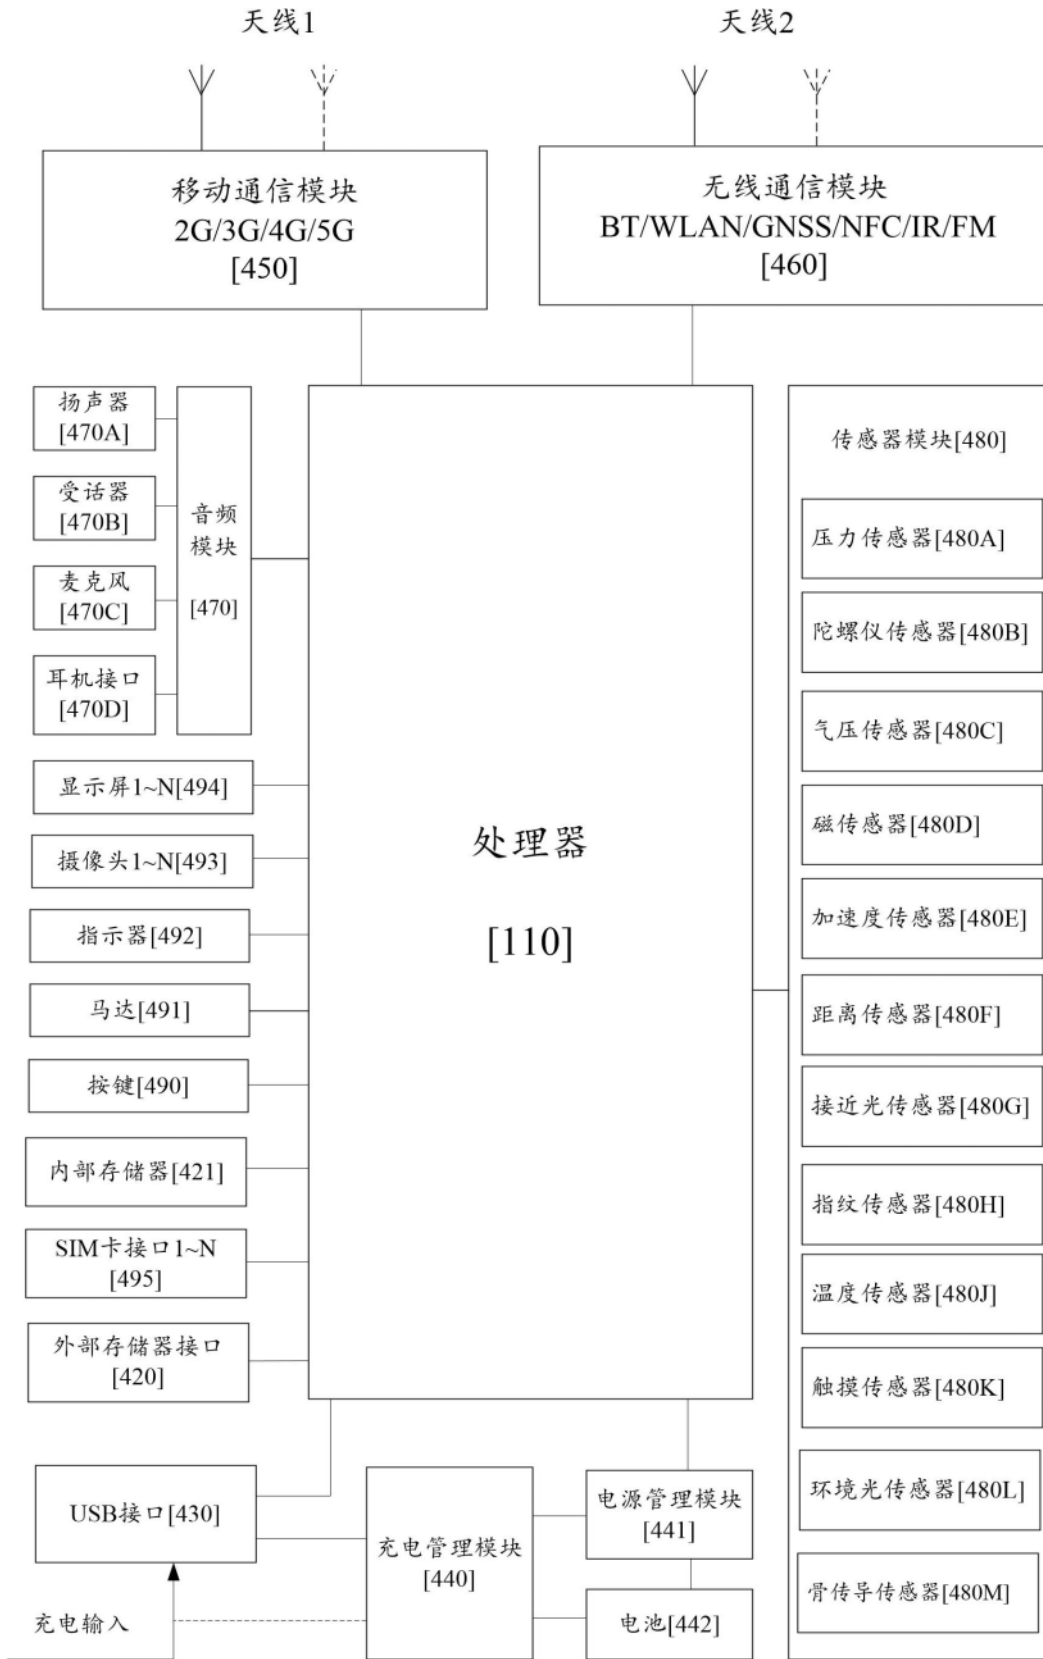 天线1
天线2
移动通信模块
2G/3G/4G/5G
[450]
无线通信模块
BT/WLAN/GNSS/NFC/IR/FM
[460]
扬声器
[470A]
受话器
[470B]
麦克风
[470C]
耳机接口
[470D]
音频
模块
[470]
显示屏1~N[494]
摄像头1~N[493]
指示器[492]
马达[491]
按键[490]
内部存储器[421]
SIM卡接口1~N
[495]
外部存储器接口
[420]
处理器
[110]
传感器模块[480]
压力传感器[480A]
陀螺仪传感器[480B]
气压传感器[480C]
磁传感器[480D]
加速度传感器[480E]
距离传感器[480F]
接近光传感器[480G]
指纹传感器[480H]
温度传感器[480J]
触摸传感器[480K]
环境光传感器[480L]
骨传导传感器[480M]
USB接口[430]
充电输入
充电管理模块
[440]
电源管理模块
[441]
电池[442]